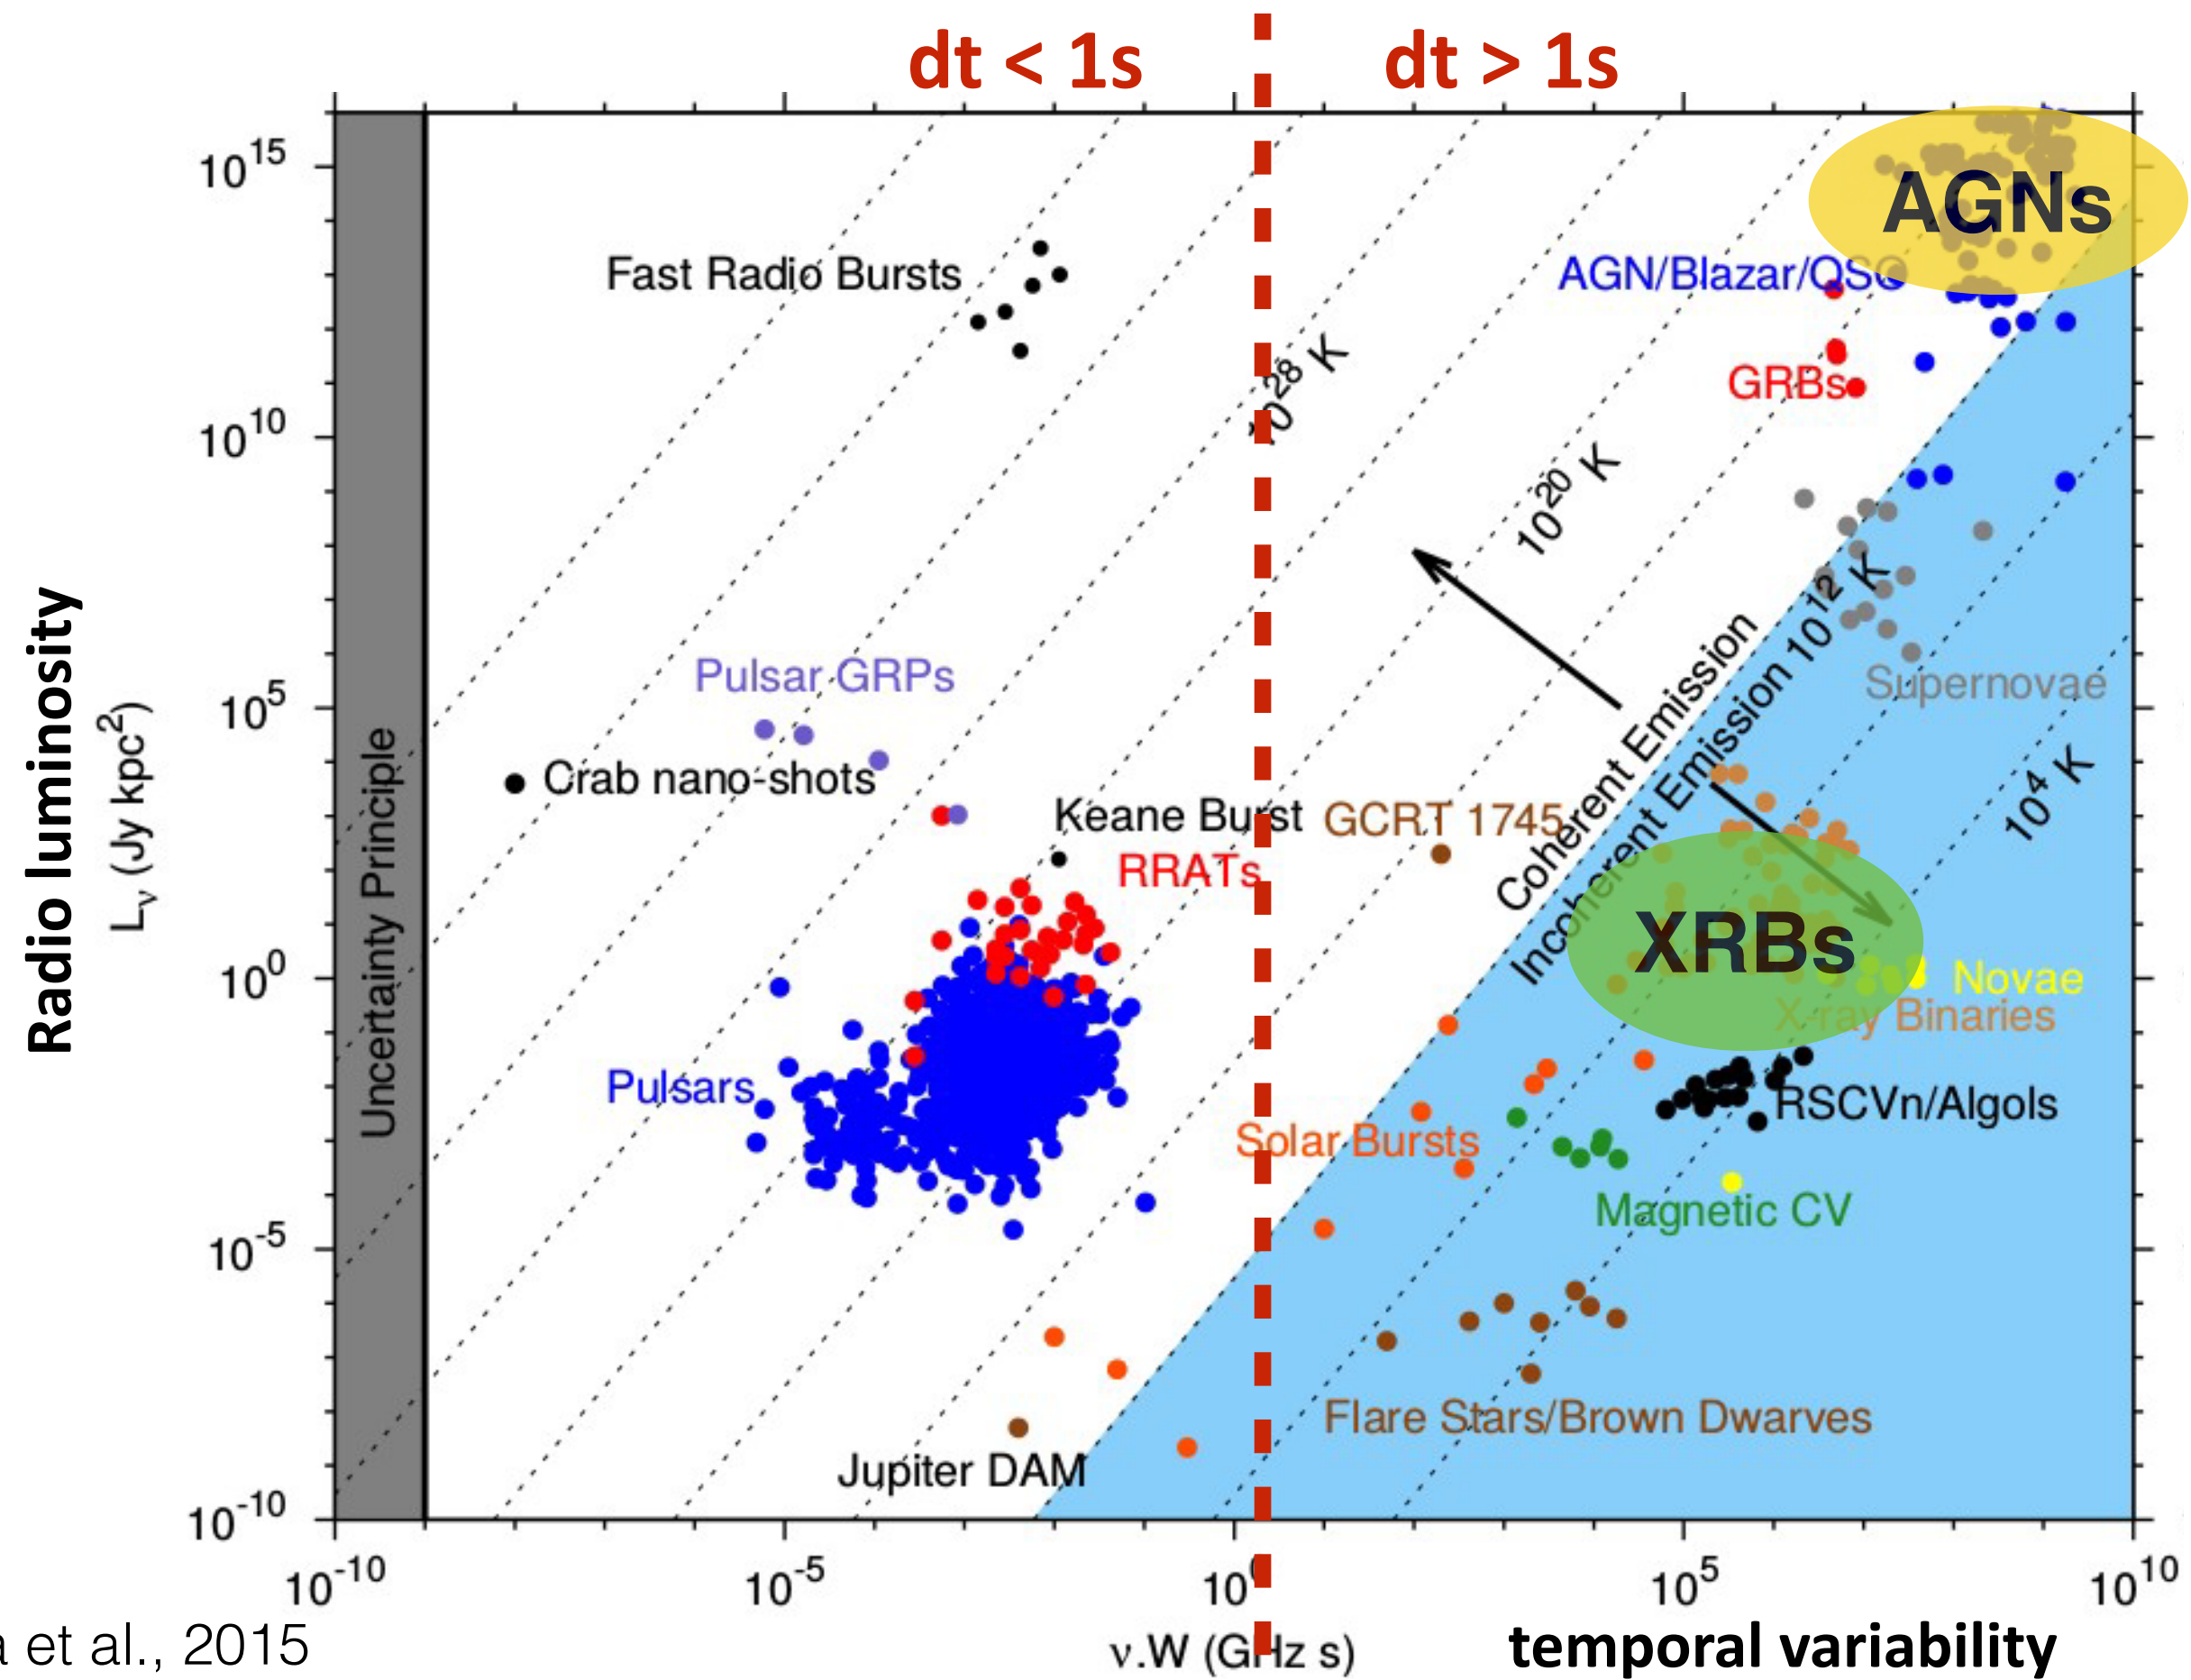 dt < 1s
dt > 1s
10^15
10^10
10^5
10^0
10^-5
10^-10
Radio luminosity
Lν (Jy kpc²)
Uncertainty Principle
Fast Radio Bursts
AGNs
AGN/Blazar/QSO
GRBs
10^28 K
10^20 K
Coherent Emission
Incoherent Emission 10^12 K
Supernovae
10^4 K
Pulsar GRPs
Crab nano-shots
Keane Burst
GCRT 1745
RRATs
XRBs
Novae
X-ray Binaries
Pulsars
RSCVn/Algols
Solar Bursts
Magnetic CV
Flare Stars/Brown Dwarves
Jupiter DAM
10^-10
10^-5
10^0
10^5
10^10
ν.W (GHz s)
temporal variability
et al., 2015